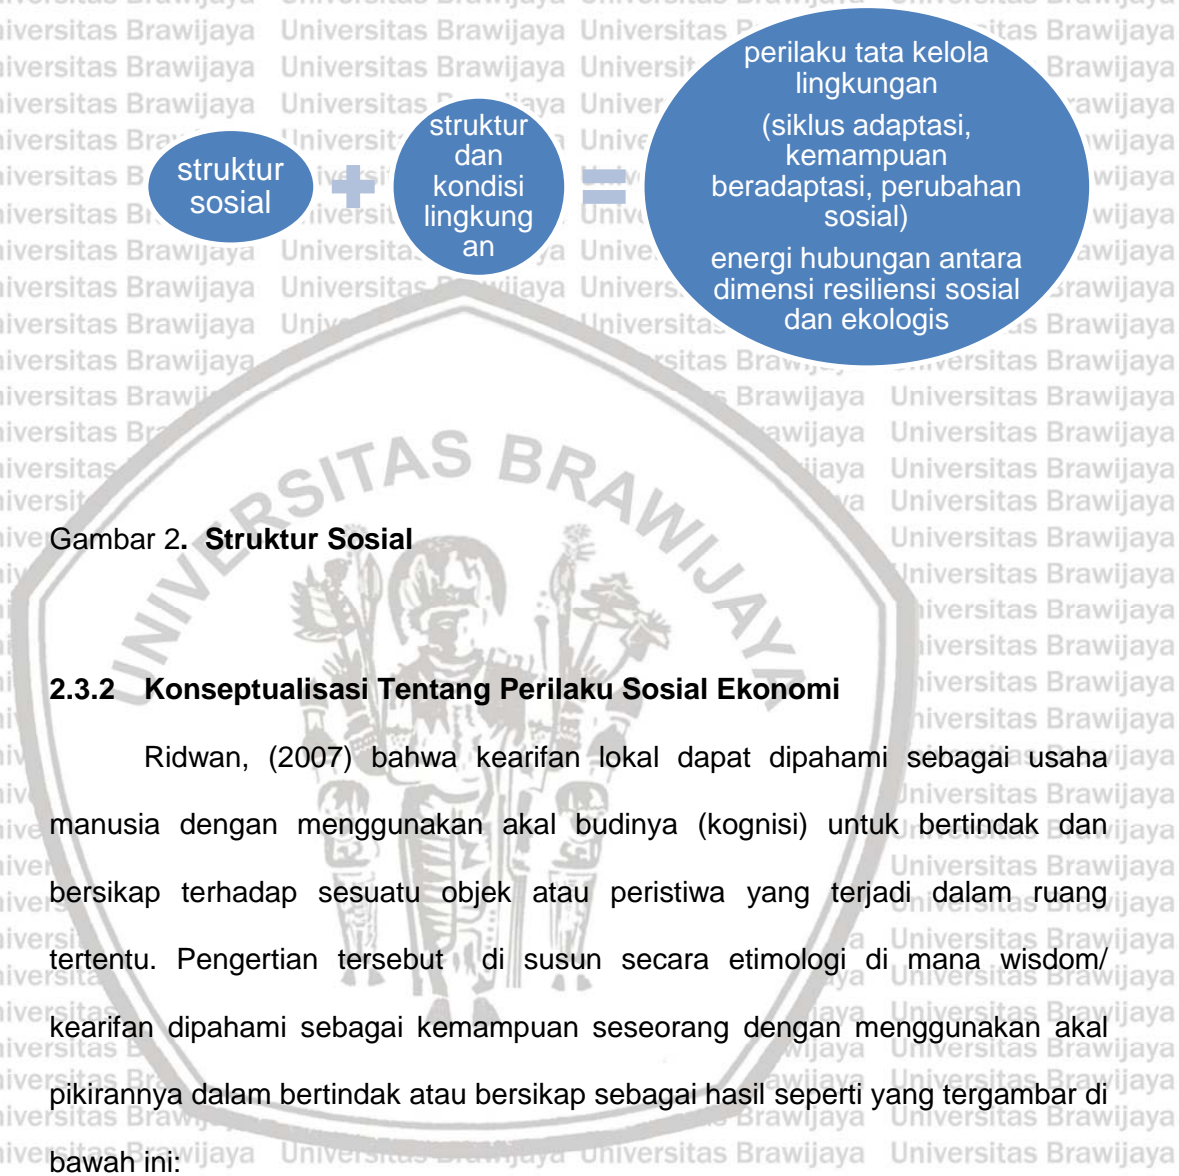 struktur
sosial
struktur
dan
kondisi
lingkung
an
perilaku tata kelola
lingkungan
(siklus adaptasi,
kemampuan
beradaptasi, perubahan
sosial)
energi hubungan antara
dimensi resiliensi sosial
dan ekologis
Gambar 2. Struktur Sosial
2.3.2 Konseptualisasi Tentang Perilaku Sosial Ekonomi
Ridwan, (2007) bahwa kearifan lokal dapat dipahami sebagai usaha
manusia dengan menggunakan akal budinya (kognisi) untuk bertindak dan
bersikap terhadap sesuatu objek atau peristiwa yang terjadi dalam ruang
tertentu. Pengertian tersebut di susun secara etimologi di mana wisdom/
kearifan dipahami sebagai kemampuan seseorang dengan menggunakan akal
pikirannya dalam bertindak atau bersikap sebagai hasil seperti yang tergambar di
bawah ini:
UNIVERSITAS BRAWIJAYA